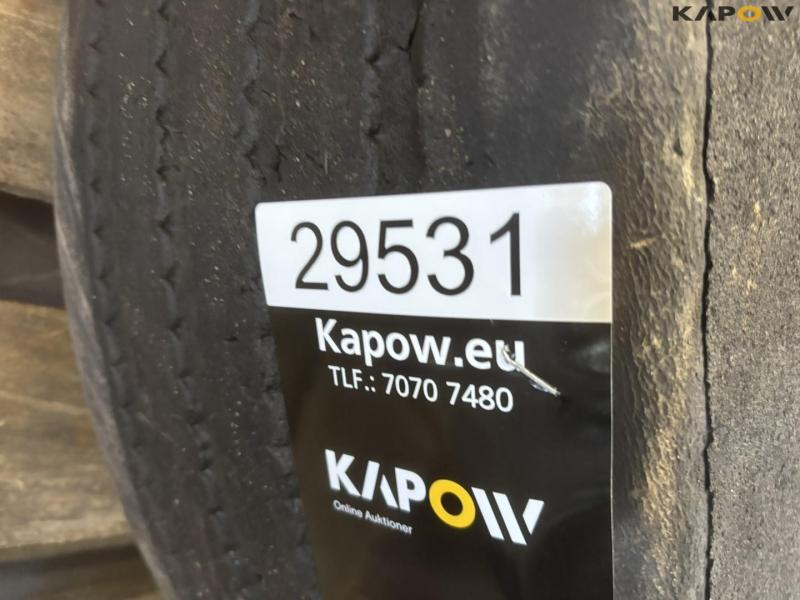 KAPOW
29531
Kapow.eu
TLF.: 7070 7480
KAPOW
Online Auktioner